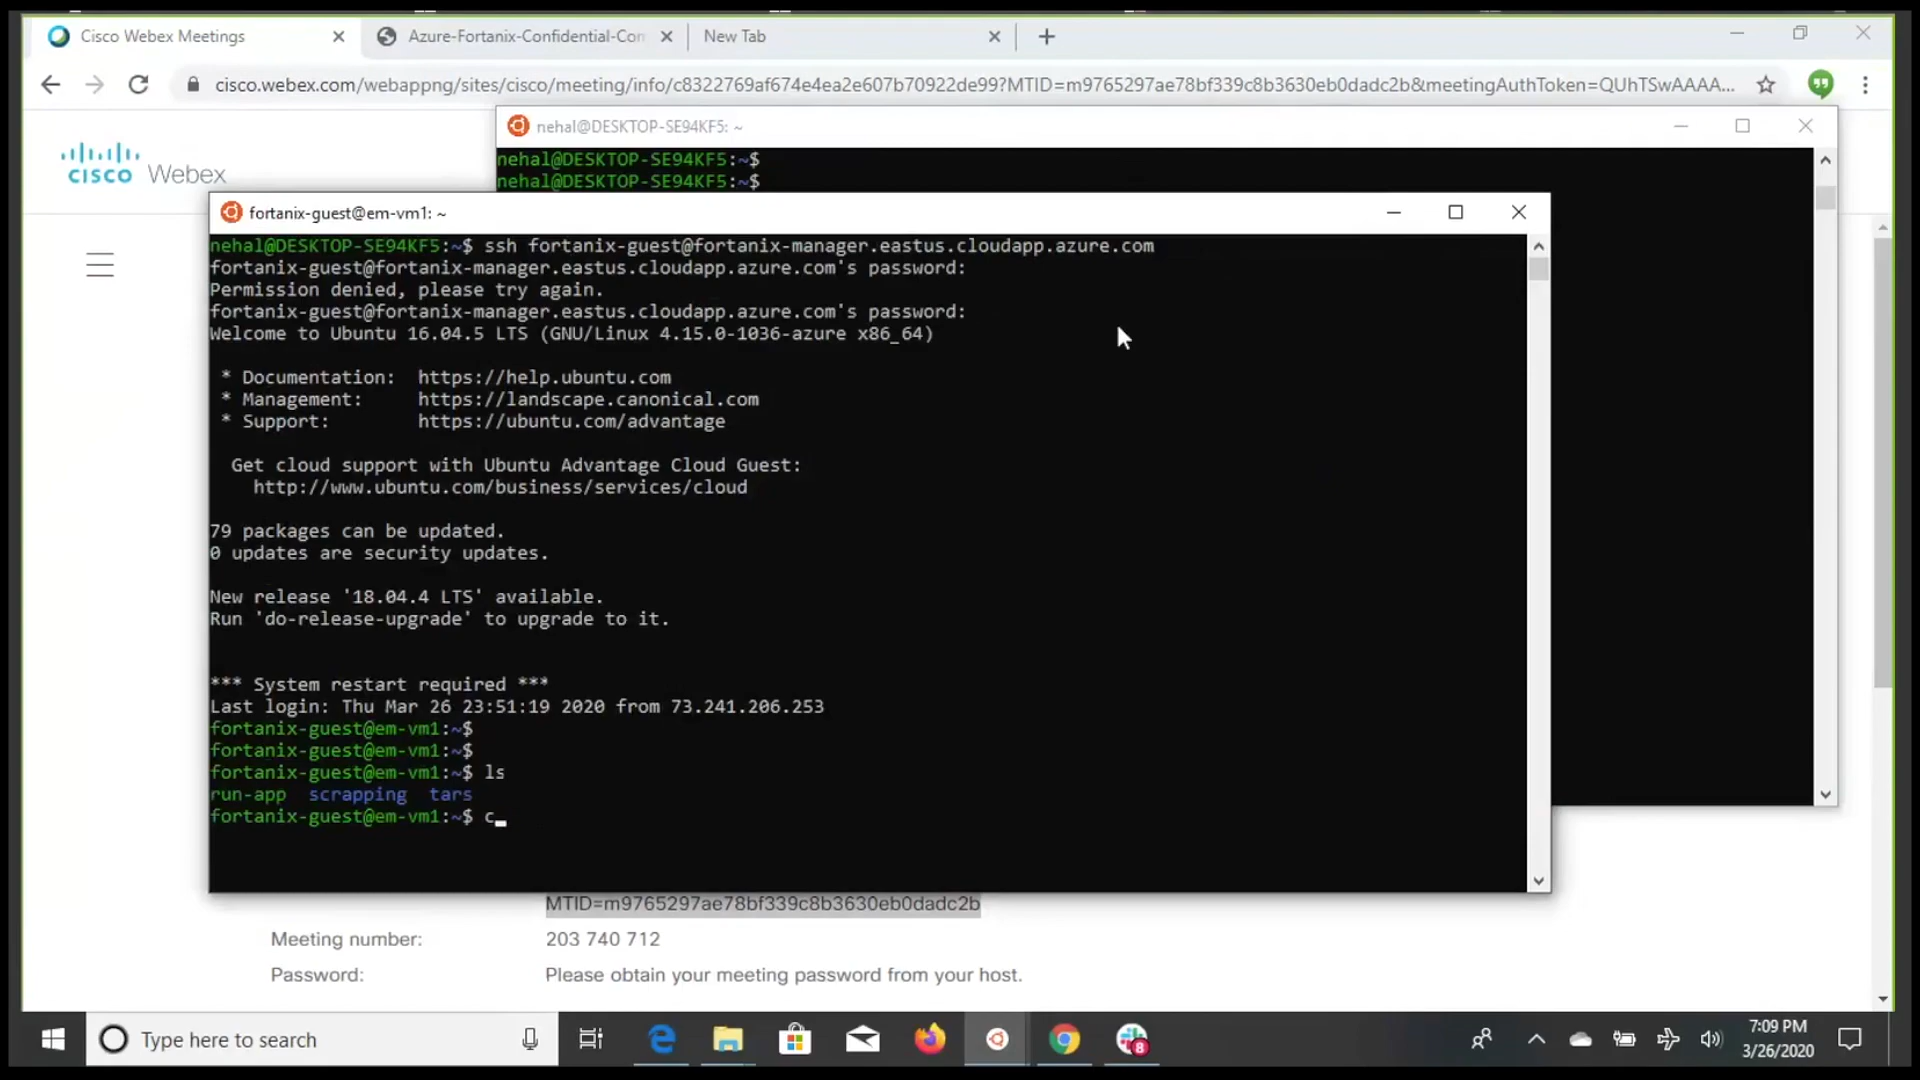 Cisco Webex Meetings
Azure-Fortanix-Confidential-Con
New Tab
cisco.webex.com/webappng/sites/cisco/meeting/info/c8322769af674e4ea2e607b70922de99?MTID=m9765297ae78bf339c8b3630eb0dadc2b&meetingAuthToken=QUhTSwAAAA...
CISCO Webex
nehal@DESKTOP-SE94KF5: ~
nehal@DESKTOP-SE94KF5:~$
nehal@DESKTOP-SE94KF5:~$
fortanix-guest@em-vm1: ~
nehal@DESKTOP-SE94KF5:~$ ssh fortanix-guest@fortanix-manager.eastus.cloudapp.azure.com
fortanix-guest@fortanix-manager.eastus.cloudapp.azure.com's password:
Permission denied, please try again.
fortanix-guest@fortanix-manager.eastus.cloudapp.azure.com's password:
Welcome to Ubuntu 16.04.5 LTS (GNU/Linux 4.15.0-1036-azure x86_64)
* Documentation:  https://help.ubuntu.com
* Management:     https://landscape.canonical.com
* Support:        https://ubuntu.com/advantage
Get cloud support with Ubuntu Advantage Cloud Guest:
http://www.ubuntu.com/business/services/cloud
79 packages can be updated.
0 updates are security updates.
New release '18.04.4 LTS' available.
Run 'do-release-upgrade' to upgrade to it.
*** System restart required ***
Last login: Thu Mar 26 23:51:19 2020 from 73.241.206.253
fortanix-guest@em-vm1:~$
fortanix-guest@em-vm1:~$
fortanix-guest@em-vm1:~$ ls
run-app  scrapping  tars
fortanix-guest@em-vm1:~$ c_
MTID=m9765297ae78bf339c8b3630eb0dadc2b
Meeting number: 203 740 712
Password: Please obtain your meeting password from your host.
Type here to search
8
7:09 PM
3/26/2020